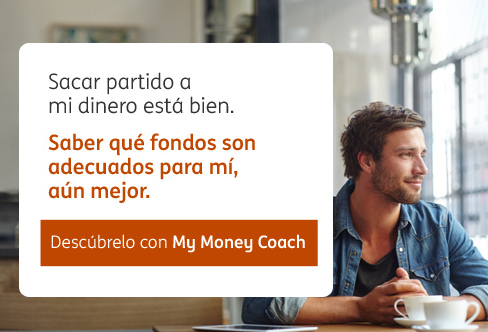 Sacar partido a
mi dinero está bien.
Saber qué fondos son
adecuados para mí,
aún mejor.
Descúbrelo con My Money Coach